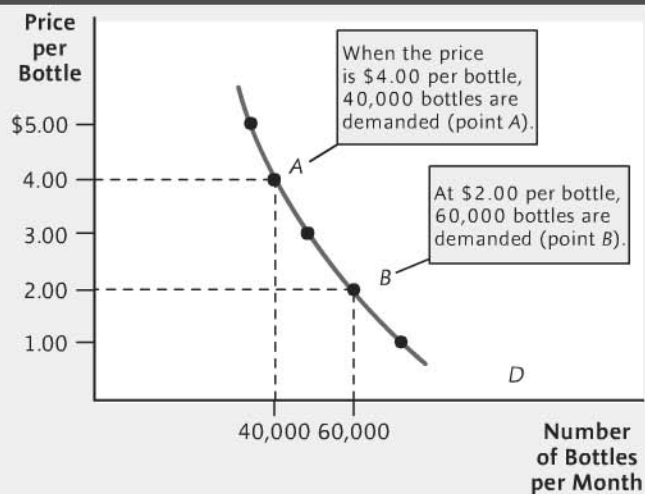 Price
per
Bottle
When the price
is $4.00 per bottle,
40,000 bottles are
demanded (point A).
$5.00
A
4.00
At $2.00 per bottle,
60,000 bottles are
demanded (point B).
3.00
B
2.00
1.00
D
40,000 60,000
Number
of Bottles
per Month